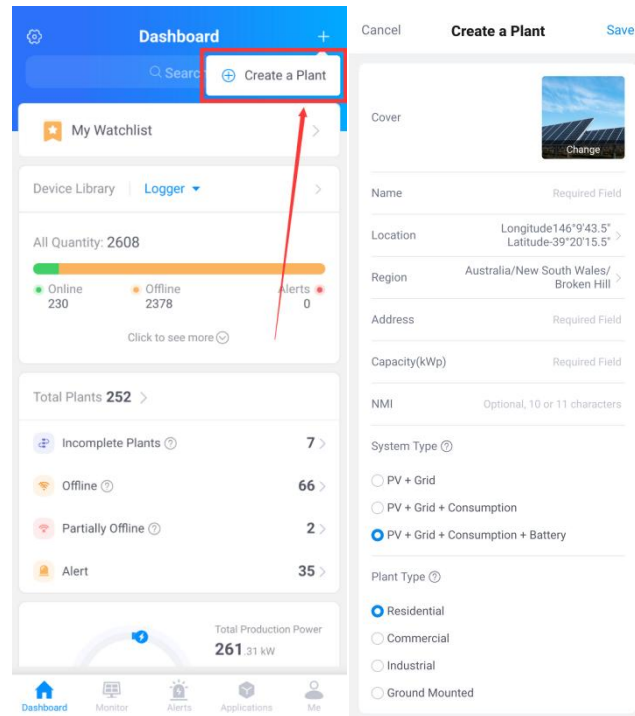 Dashboard
+
Search
Create a Plant
My Watchlist
Device Library
Logger
All Quantity: 2608
Online
Offline
Alerts
230
2378
0
Click to see more
Total Plants 252
Incomplete Plants
7
Offline
66
Partially Offline
2
Alert
35
Total Production Power
261.31 kW
Dashboard
Monitor
Alerts
Applications
Me
Cancel
Create a Plant
Save
Cover
Change
Name
Required Field
Location
Longitude146°9'43.5"
Latitude-39°20'15.5"
Region
Australia/New South Wales/
Broken Hill
Address
Required Field
Capacity(kWp)
Required Field
NMI
Optional, 10 or 11 characters
System Type
PV + Grid
PV + Grid + Consumption
PV + Grid + Consumption + Battery
Plant Type
Residential
Commercial
Industrial
Ground Mounted